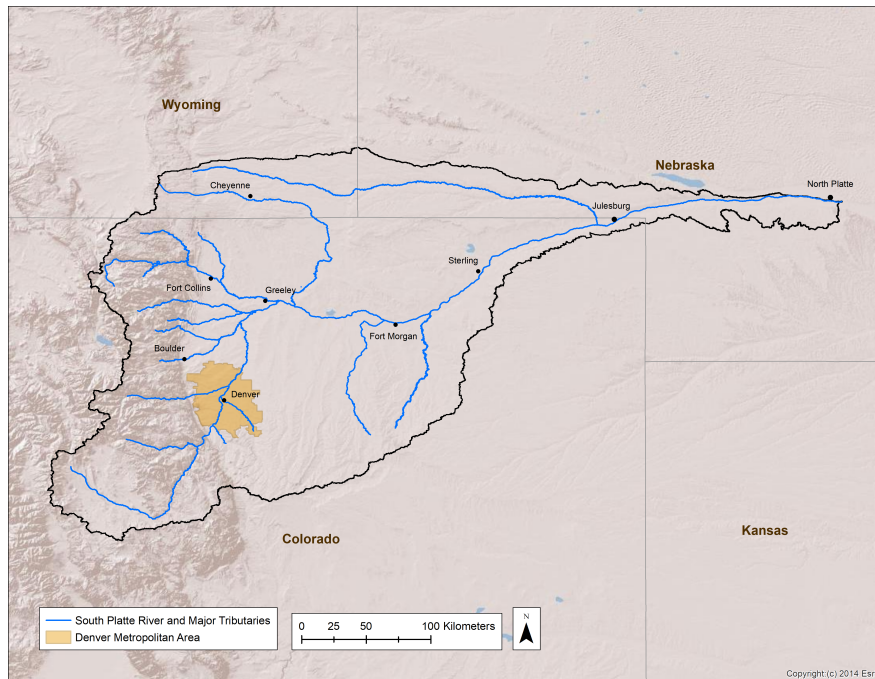 Wyoming
Nebraska
Cheyenne
North Platte
Julesburg
Sterling
Fort Collins
Greeley
Fort Morgan
Boulder
Denver
Colorado
Kansas
South Platte River and Major Tributaries
Denver Metropolitan Area
0 25 50 100 Kilometers
N
Copyright:(c) 2014 Esr